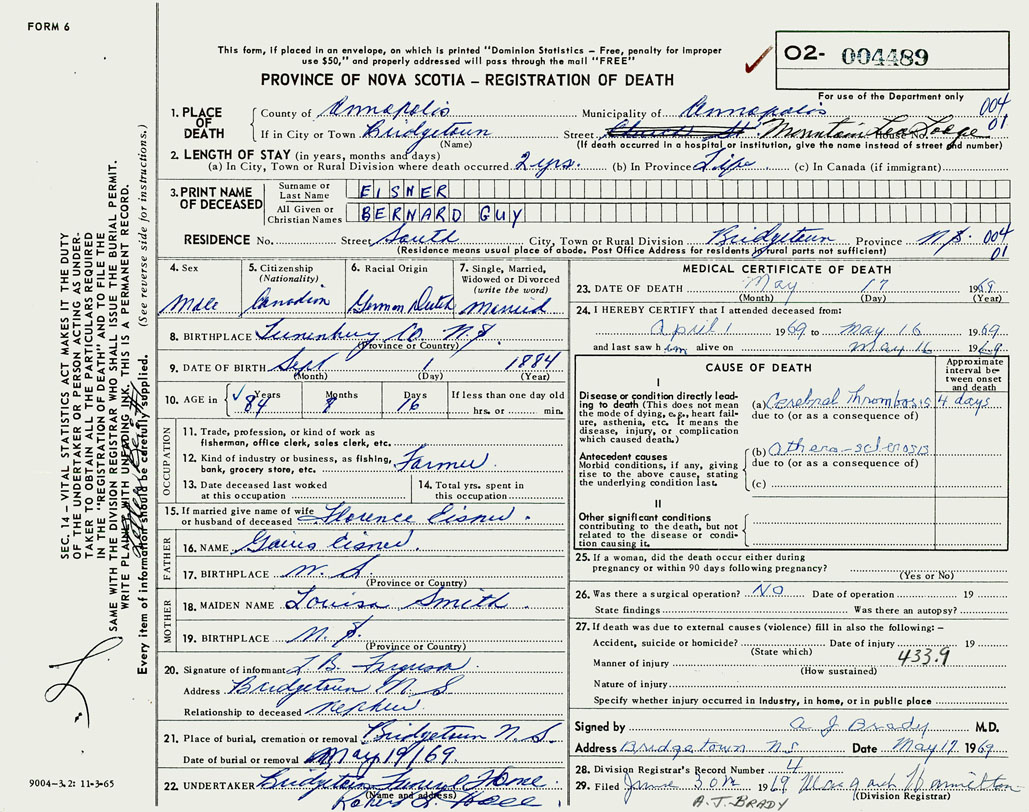 FORM 6
This form, if placed in an envelope, on which is printed "Dominion Statistics – Free, penalty for improper
use $50," and properly addressed will pass through the mail "FREE"
PROVINCE OF NOVA SCOTIA – REGISTRATION OF DEATH
O2- 004489
For use of the Department only
1. PLACE OF DEATH County of Annapolis Municipality of Annapolis 004
If in City or Town Bridgetown Street Church St Mountain Lea Lodge 01
(Name) (If death occurred in a hospital or institution, give the name instead of street and number)
2. LENGTH OF STAY (in years, months and days)
(a) In City, Town or Rural Division where death occurred 2 yrs. (b) In Province Life (c) In Canada (if immigrant)
3. PRINT NAME OF DECEASED Surname or Last Name EISNER
All Given or Christian Names BERNARD GUY
RESIDENCE No. Street South City, Town or Rural Division Bridgetown Province N.S. 004
(Residence means usual place of abode. Post Office Address for residents in rural parts not sufficient) 01
4. Sex Male
5. Citizenship (Nationality) Canadian
6. Racial Origin German Dutch
7. Single, Married, Widowed or Divorced (write the word) Married
8. BIRTHPLACE Lunenburg Co. N.S
(Province or Country)
9. DATE OF BIRTH Sept 1 1884
(Month) (Day) (Year)
10. AGE in Years 84 Months 8 Days 16 If less than one day old
hrs. or min.
OCCUPATION
11. Trade, profession, or kind of work as
fisherman, office clerk, sales clerk, etc.
12. Kind of industry or business, as fishing,
bank, grocery store, etc. Farmer
13. Date deceased last worked
at this occupation
14. Total yrs. spent in
this occupation
15. If married give name of wife
or husband of deceased Florence Eisner
FATHER
16. NAME Gaius Eisner
17. BIRTHPLACE N. S.
(Province or Country)
MOTHER
18. MAIDEN NAME Louisa Smith
19. BIRTHPLACE N. S.
(Province or Country)
20. Signature of informant L B. Ferguson
Address Bridgetown N S
Relationship to deceased nephew
21. Place of burial, cremation or removal Bridgetown N. S.
Date of burial or removal May 19/69.
22. UNDERTAKER Bridgetown Funeral Home
(Name and address)
MEDICAL CERTIFICATE OF DEATH
23. DATE OF DEATH May 17 1969
(Month) (Day) (Year)
24. I HEREBY CERTIFY that I attended deceased from:
April 1 1969 to May 16 1969
and last saw him alive on May 16 1969
CAUSE OF DEATH
Approximate interval between onset and death
I
Disease or condition directly leading to death (This does not mean the mode of dying, e.g., heart failure, asthenia, etc. It means the disease, injury, or complication which caused death.)
(a) Cerebral Thrombosis 4 days
due to (or as a consequence of)
Antecedent causes
Morbid conditions, if any, giving rise to the above cause, stating the underlying condition last.
(b) Athero-sclerosis
due to (or as a consequence of)
(c)
II
Other significant conditions
contributing to the death, but not related to the disease or condition causing it.
25. If a woman, did the death occur either during
pregnancy or within 90 days following pregnancy?
(Yes or No)
26. Was there a surgical operation? NO Date of operation 19
State findings Was there an autopsy?
27. If death was due to external causes (violence) fill in also the following: –
Accident, suicide or homicide? Date of injury 19
(State which)
Manner of injury 433.9
(How sustained)
Nature of injury
Specify whether injury occurred in Industry, in home, or in public place
Signed by A J Brady M.D.
Address Bridgetown N.S. Date May 17, 1969
28. Division Registrar's Record Number 4
29. Filed June 30th 1969 Margaret Hamilton
(Division Registrar)
A.J. BRADY
SEC. 14 – VITAL STATISTICS ACT MAKES IT THE DUTY
OF THE UNDERTAKER OR PERSON ACTING AS UNDER-
TAKER TO OBTAIN ALL THE PARTICULARS REQUIRED
IN THE "REGISTRATION OF DEATH" AND TO FILE THE
SAME WITH THE DIVISION REGISTRAR WHO SHALL ISSUE THE BURIAL PERMIT.
WRITE PLAINLY WITH UNFADING INK. THIS IS A PERMANENT RECORD.
Every item of information should be carefully supplied. (See reverse side for instructions.)
9004–3.2: 11-3-65